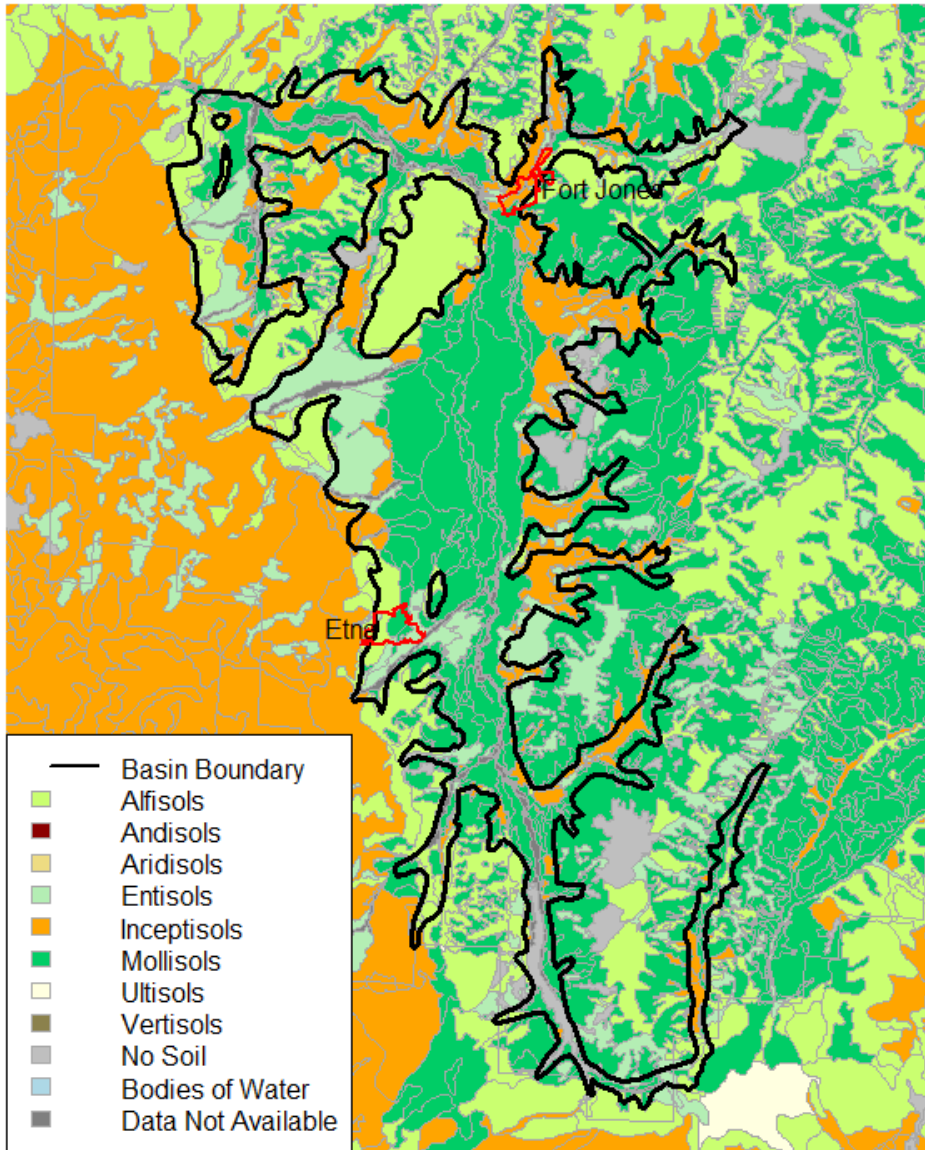 Fort Jones
Etna
Basin Boundary
Alfisols
Andisols
Aridisols
Entisols
Inceptisols
Mollisols
Ultisols
Vertisols
No Soil
Bodies of Water
Data Not Available